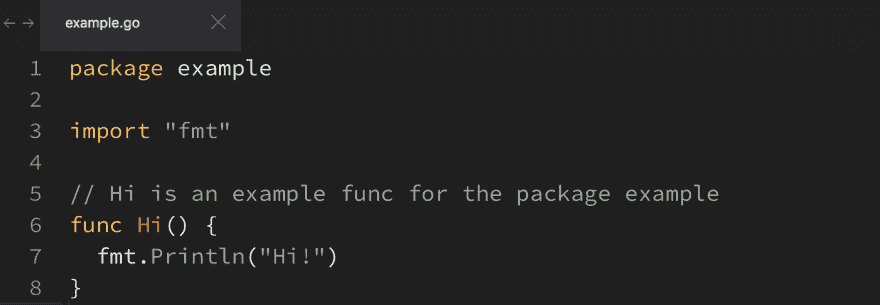 example.go
1 package example
2
3 import "fmt"
4
5 // Hi is an example func for the package example
6 func Hi() {
7   fmt.Println("Hi!")
8 }